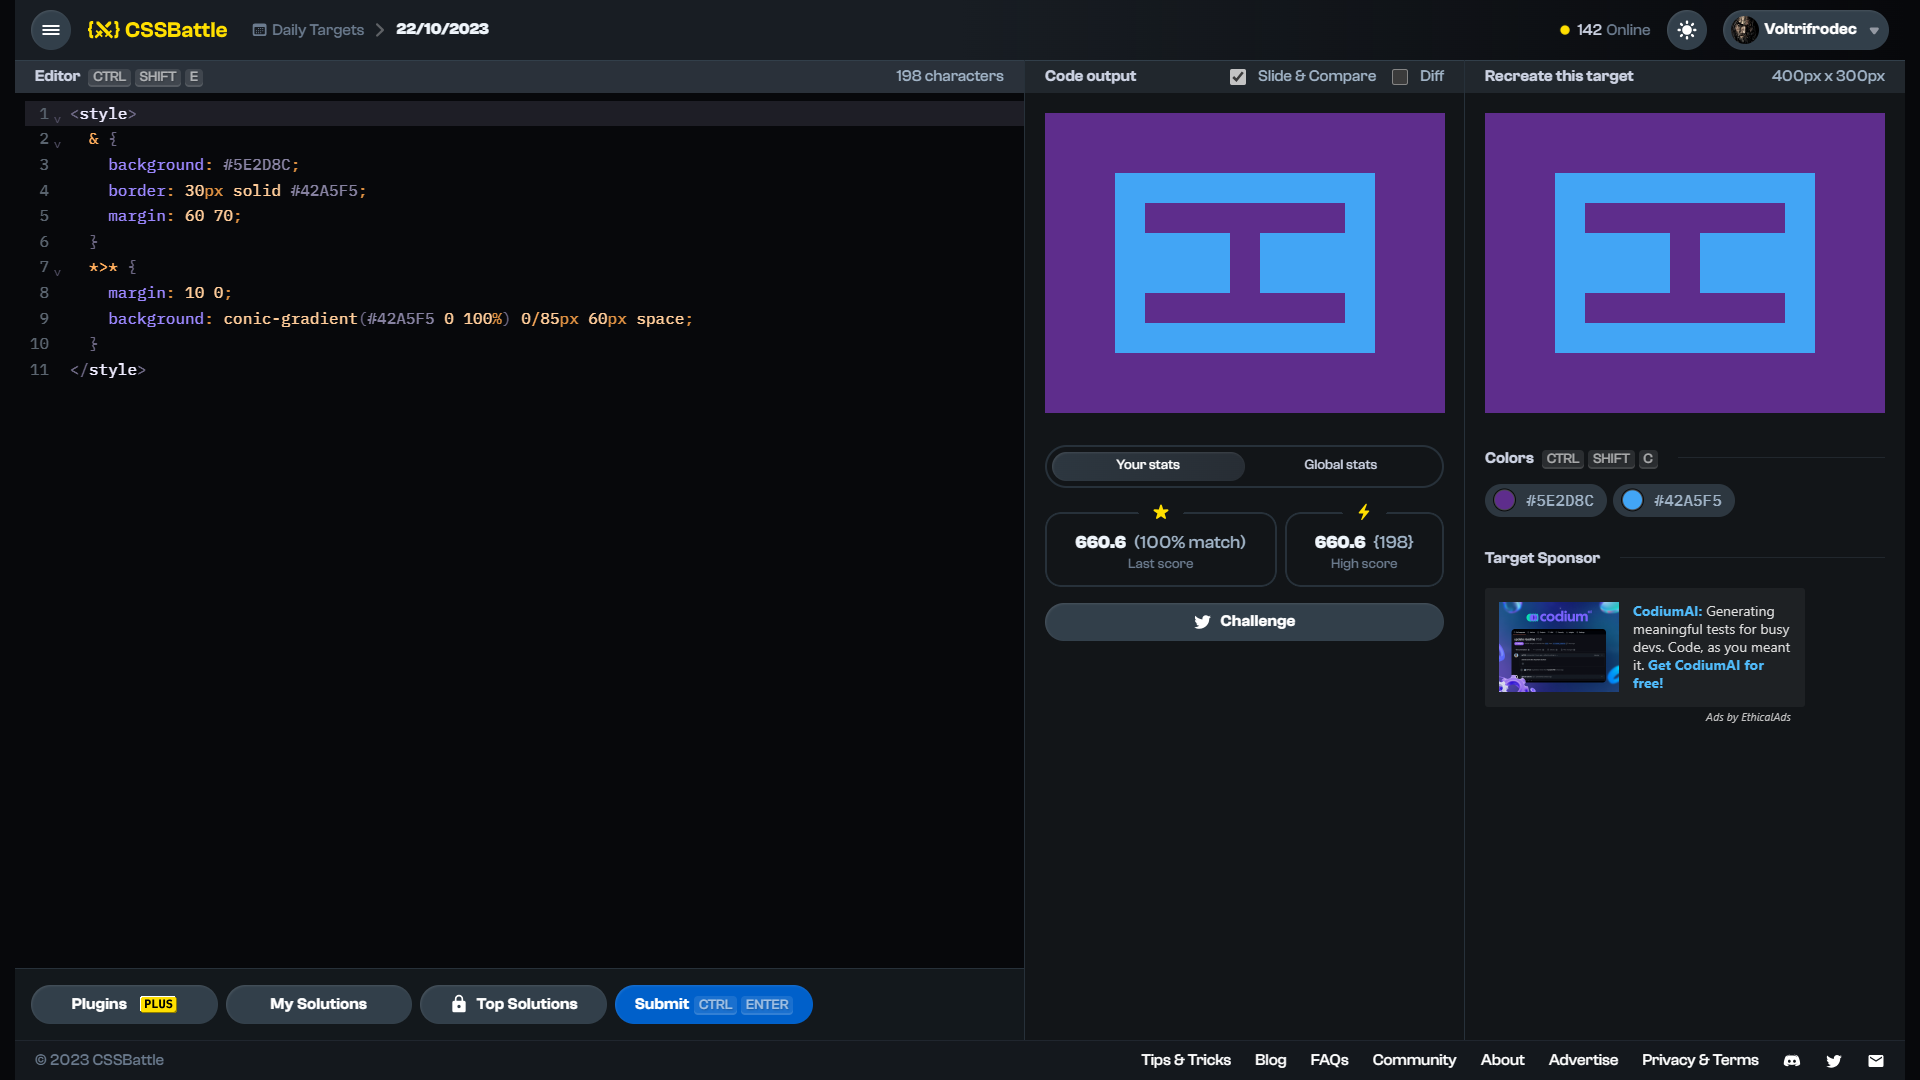 CSSBattle
Daily Targets
22/10/2023
142 Online
Voltrifrodec
Editor CTRL SHIFT E
198 characters
Code output
Slide & Compare
Diff
Recreate this target
400px x 300px
1 <style>
2 & {
3 background: #5E2D8C;
4 border: 30px solid #42A5F5;
5 margin: 60 70;
6 }
7 *>* {
8 margin: 10 0;
9 background: conic-gradient(#42A5F5 0 100%) 0/85px 60px space;
10 }
11 </style>
Your stats
Global stats
660.6 (100% match)
Last score
660.6 {198}
High score
Challenge
Colors CTRL SHIFT C
#5E2D8C
#42A5F5
Target Sponsor
codium
CodiumAI: Generating
meaningful tests for busy
devs. Code, as you meant
it. Get CodiumAI for
free!
Ads by EthicalAds
Plugins PLUS
My Solutions
Top Solutions
Submit CTRL ENTER
© 2023 CSSBattle
Tips & Tricks
Blog
FAQs
Community
About
Advertise
Privacy & Terms